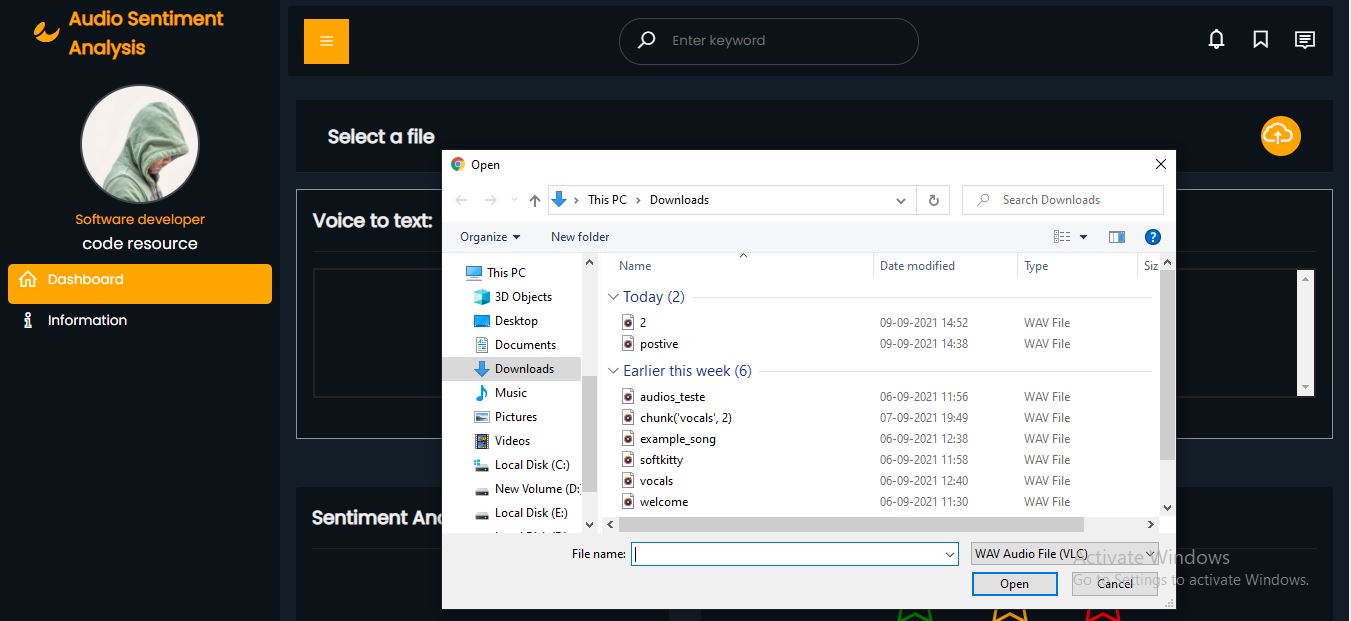 Audio Sentiment
Analysis
Enter keyword
Software developer
code resource
Dashboard
Information
Select a file
Voice to text:
Sentiment Ana
Open
This PC
Downloads
Search Downloads
Organize
New folder
This PC
3D Objects
Desktop
Documents
Downloads
Music
Pictures
Videos
Local Disk (C:)
New Volume (D:
Local Disk (E:)
Name Date modified Type Siz
Today (2)
2 09-09-2021 14:52 WAV File
postive 09-09-2021 14:38 WAV File
Earlier this week (6)
audios_teste 06-09-2021 11:56 WAV File
chunk('vocals', 2) 07-09-2021 19:49 WAV File
example_song 06-09-2021 12:38 WAV File
softkitty 06-09-2021 11:58 WAV File
vocals 06-09-2021 12:40 WAV File
welcome 06-09-2021 11:30 WAV File
File name:
WAV Audio File (VLC)
Open
Cancel
Activate Windows
Go to Settings to activate Windows.